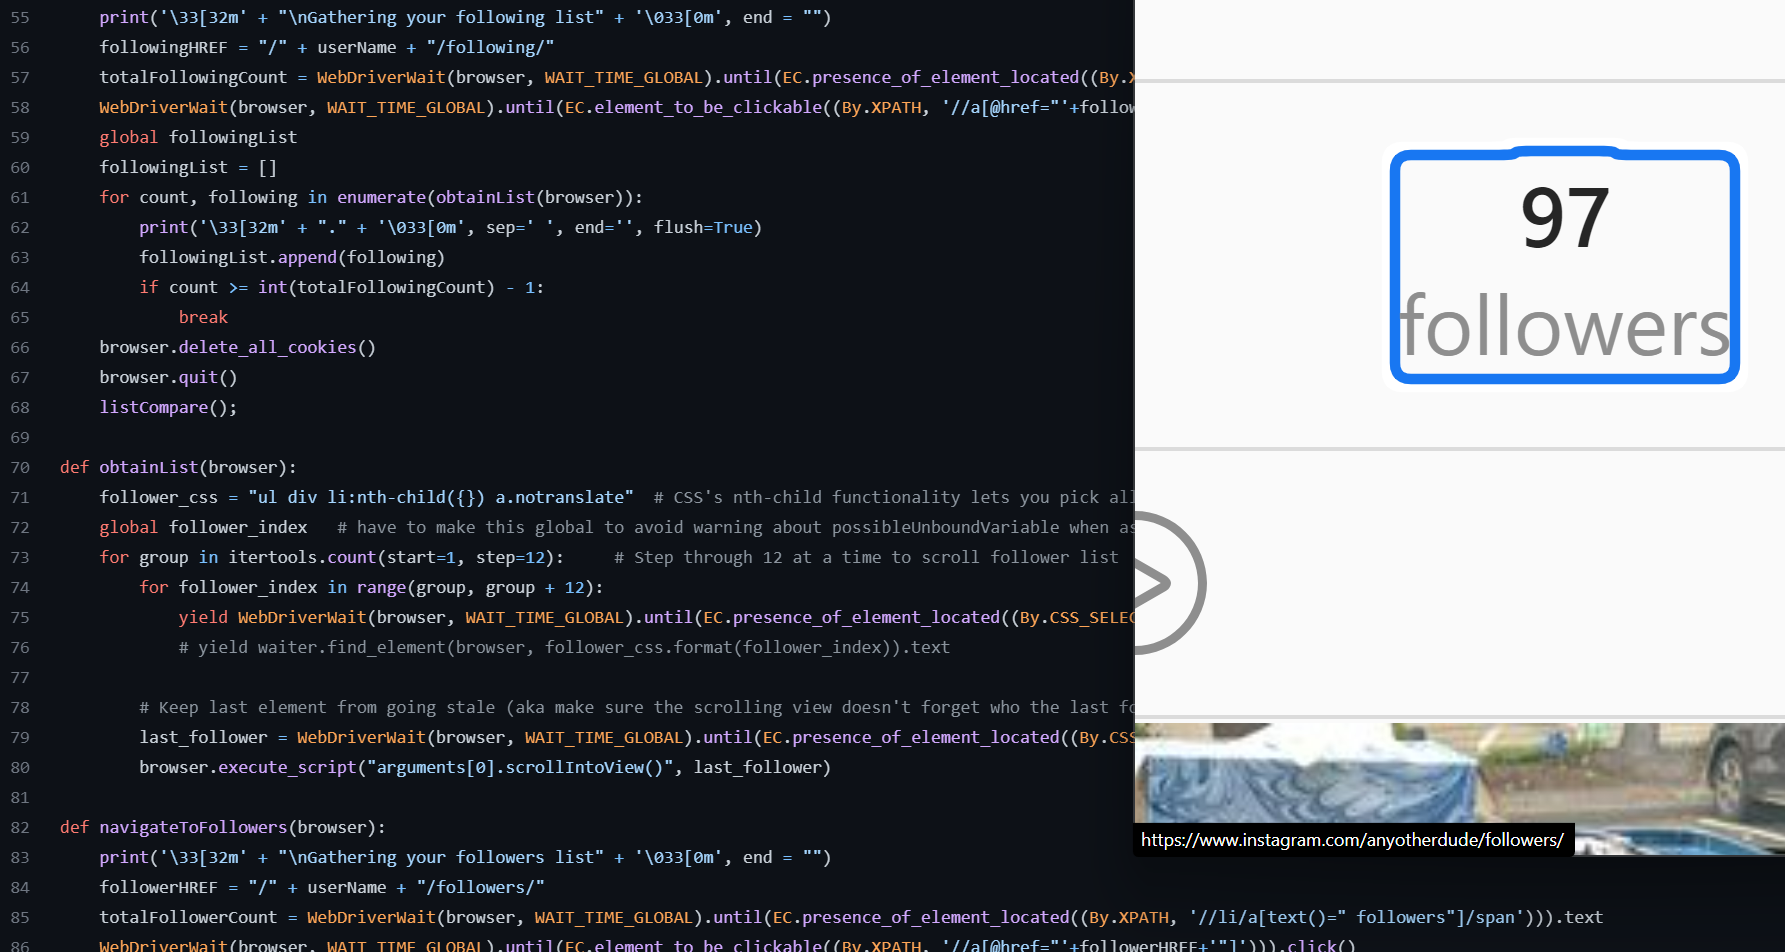 55 print('\33[32m' + "\nGathering your following list" + '\033[0m', end = "")
56 followingHREF = "/" + userName + "/following/"
57 totalFollowingCount = WebDriverWait(browser, WAIT_TIME_GLOBAL).until(EC.presence_of_element_located((By.X
58 WebDriverWait(browser, WAIT_TIME_GLOBAL).until(EC.element_to_be_clickable((By.XPATH, '//a[@href="'+follow
59 global followingList
60 followingList = []
61 for count, following in enumerate(obtainList(browser)):
62 print('\33[32m' + "." + '\033[0m', sep=' ', end='', flush=True)
63 followingList.append(following)
64 if count >= int(totalFollowingCount) - 1:
65 break
66 browser.delete_all_cookies()
67 browser.quit()
68 listCompare();
69
70 def obtainList(browser):
71 follower_css = "ul div li:nth-child({}) a.notranslate"  # CSS's nth-child functionality lets you pick all
72 global follower_index   # have to make this global to avoid warning about possibleUnboundVariable when as
73 for group in itertools.count(start=1, step=12):     # Step through 12 at a time to scroll follower list
74 for follower_index in range(group, group + 12):
75 yield WebDriverWait(browser, WAIT_TIME_GLOBAL).until(EC.presence_of_element_located((By.CSS_SELEC
76 # yield waiter.find_element(browser, follower_css.format(follower_index)).text
77
78 # Keep last element from going stale (aka make sure the scrolling view doesn't forget who the last fo
79 last_follower = WebDriverWait(browser, WAIT_TIME_GLOBAL).until(EC.presence_of_element_located((By.CSS
80 browser.execute_script("arguments[0].scrollIntoView()", last_follower)
81
82 def navigateToFollowers(browser):
83 print('\33[32m' + "\nGathering your followers list" + '\033[0m', end = "")
84 followerHREF = "/" + userName + "/followers/"
85 totalFollowerCount = WebDriverWait(browser, WAIT_TIME_GLOBAL).until(EC.presence_of_element_located((By.XPATH, '//li/a[text()=" followers"]/span'))).text
86 WebDriverWait(browser, WAIT_TIME_GLOBAL).until(EC.element_to_be_clickable((By.XPATH, '//a[@href="'+followerHREF+'"]'))).click()
97
followers
https://www.instagram.com/anyotherdude/followers/